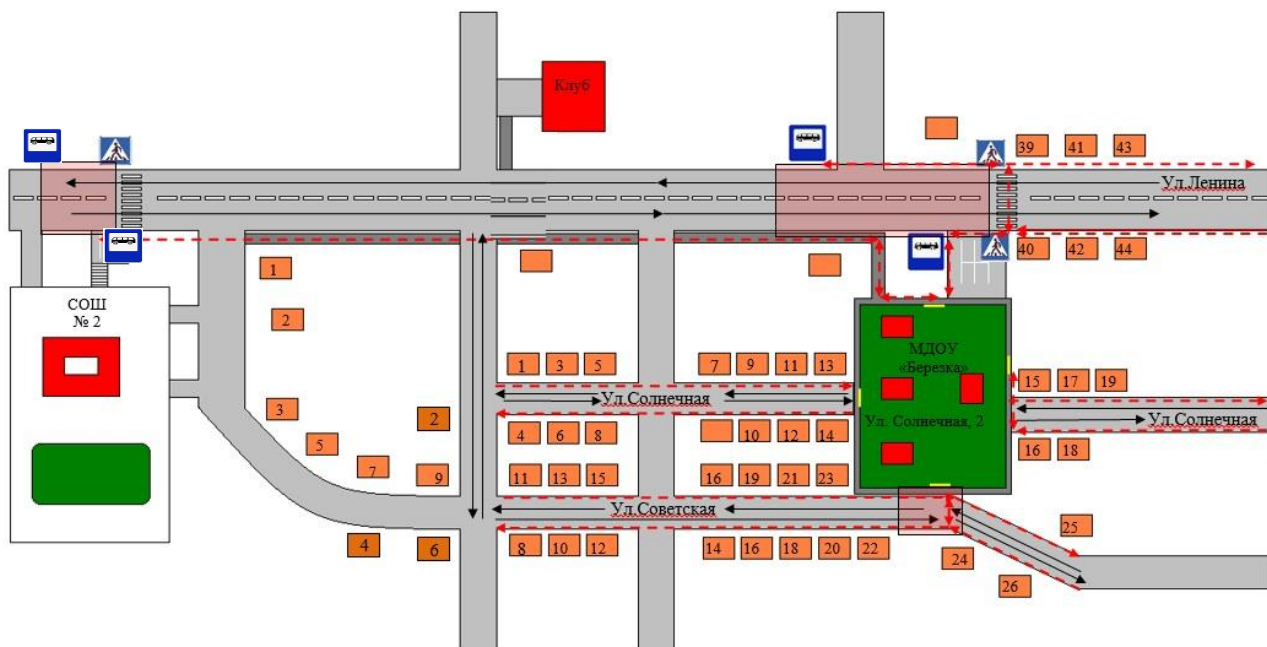 Клуб
39 41 43
Ул.Ленина
40 42 44
1
СОШ
№ 2
2
МДОУ
«Березка»
1 3 5
7 9 11 13
15 17 19
Ул.Солнечная
Ул.Солнечная
3
2
Ул. Солнечная, 2
4 6 8
10 12 14
16 18
5
7
9
11 13 15
16 19 21 23
Ул.Советская
25
4
6
8 10 12
14 16 18 20 22
24
26